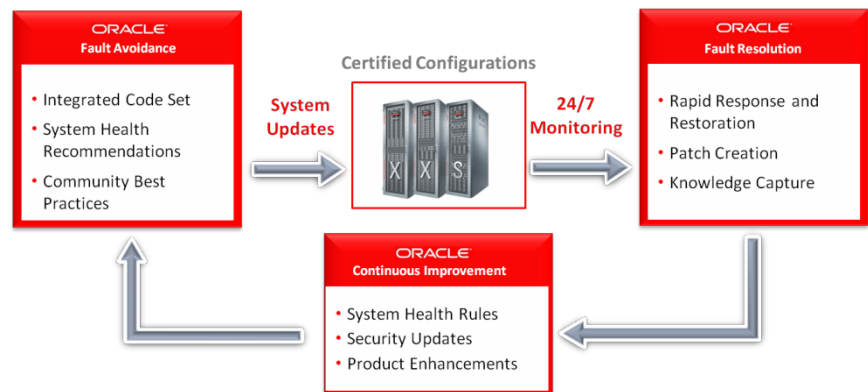 ORACLE
Fault Avoidance
• Integrated Code Set
• System Health
Recommendations
• Community Best
Practices
System
Updates
Certified Configurations
X X S
24/7
Monitoring
ORACLE
Fault Resolution
• Rapid Response and
Restoration
• Patch Creation
• Knowledge Capture
ORACLE
Continuous Improvement
• System Health Rules
• Security Updates
• Product Enhancements